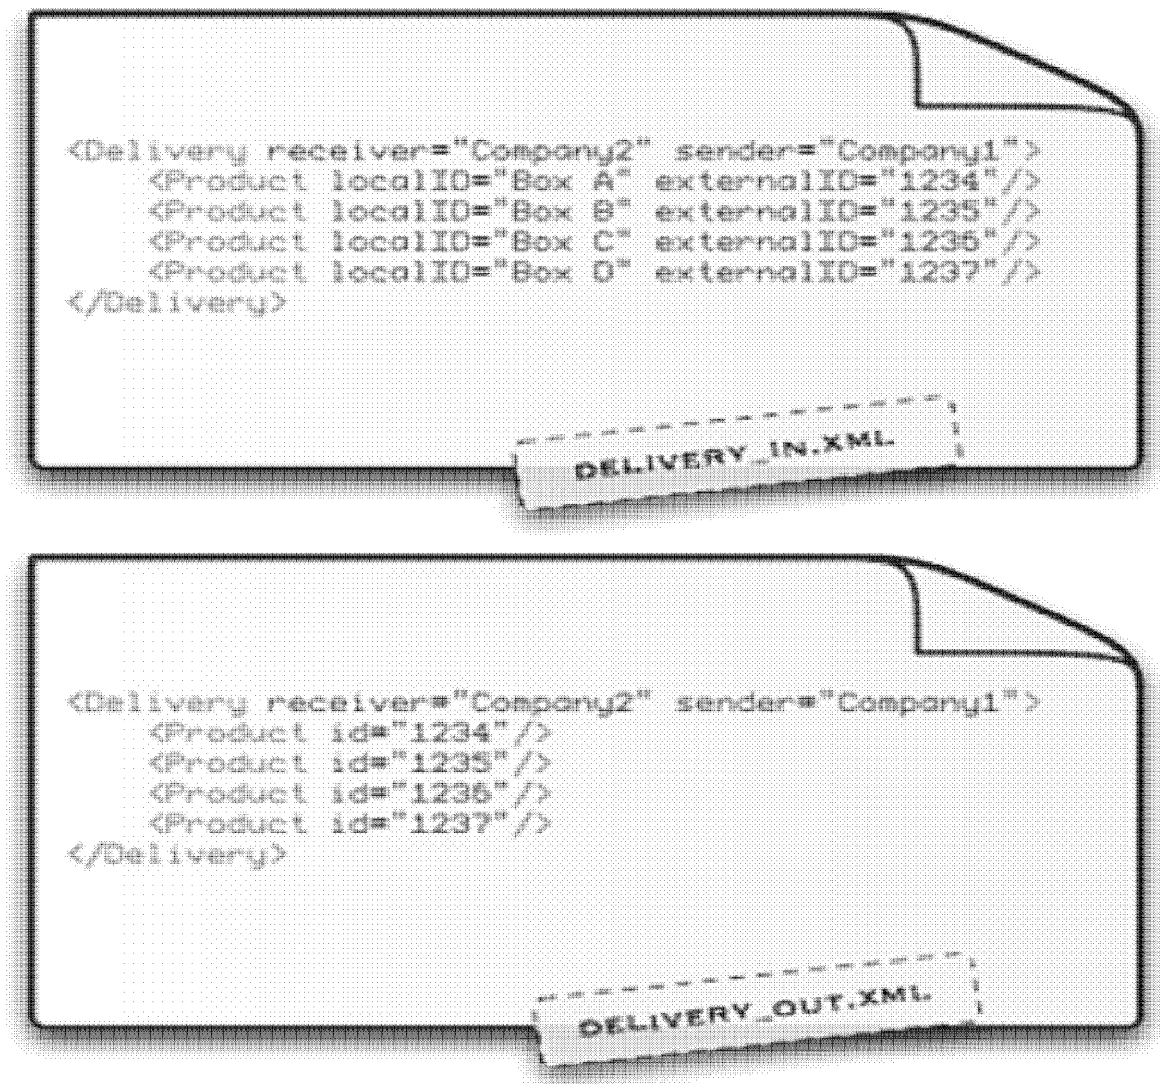 <Delivery receiver="Company2" sender="Company1">
<Product localID="Box A" externalID="1234"/>
<Product localID="Box B" externalID="1235"/>
<Product localID="Box C" externalID="1236"/>
<Product localID="Box D" externalID="1237"/>
</Delivery>
DELIVERY_IN.XML
<Delivery receiver="Company2" sender="Company1">
<Product id="1234"/>
<Product id="1235"/>
<Product id="1236"/>
<Product id="1237"/>
</Delivery>
DELIVERY_OUT.XML